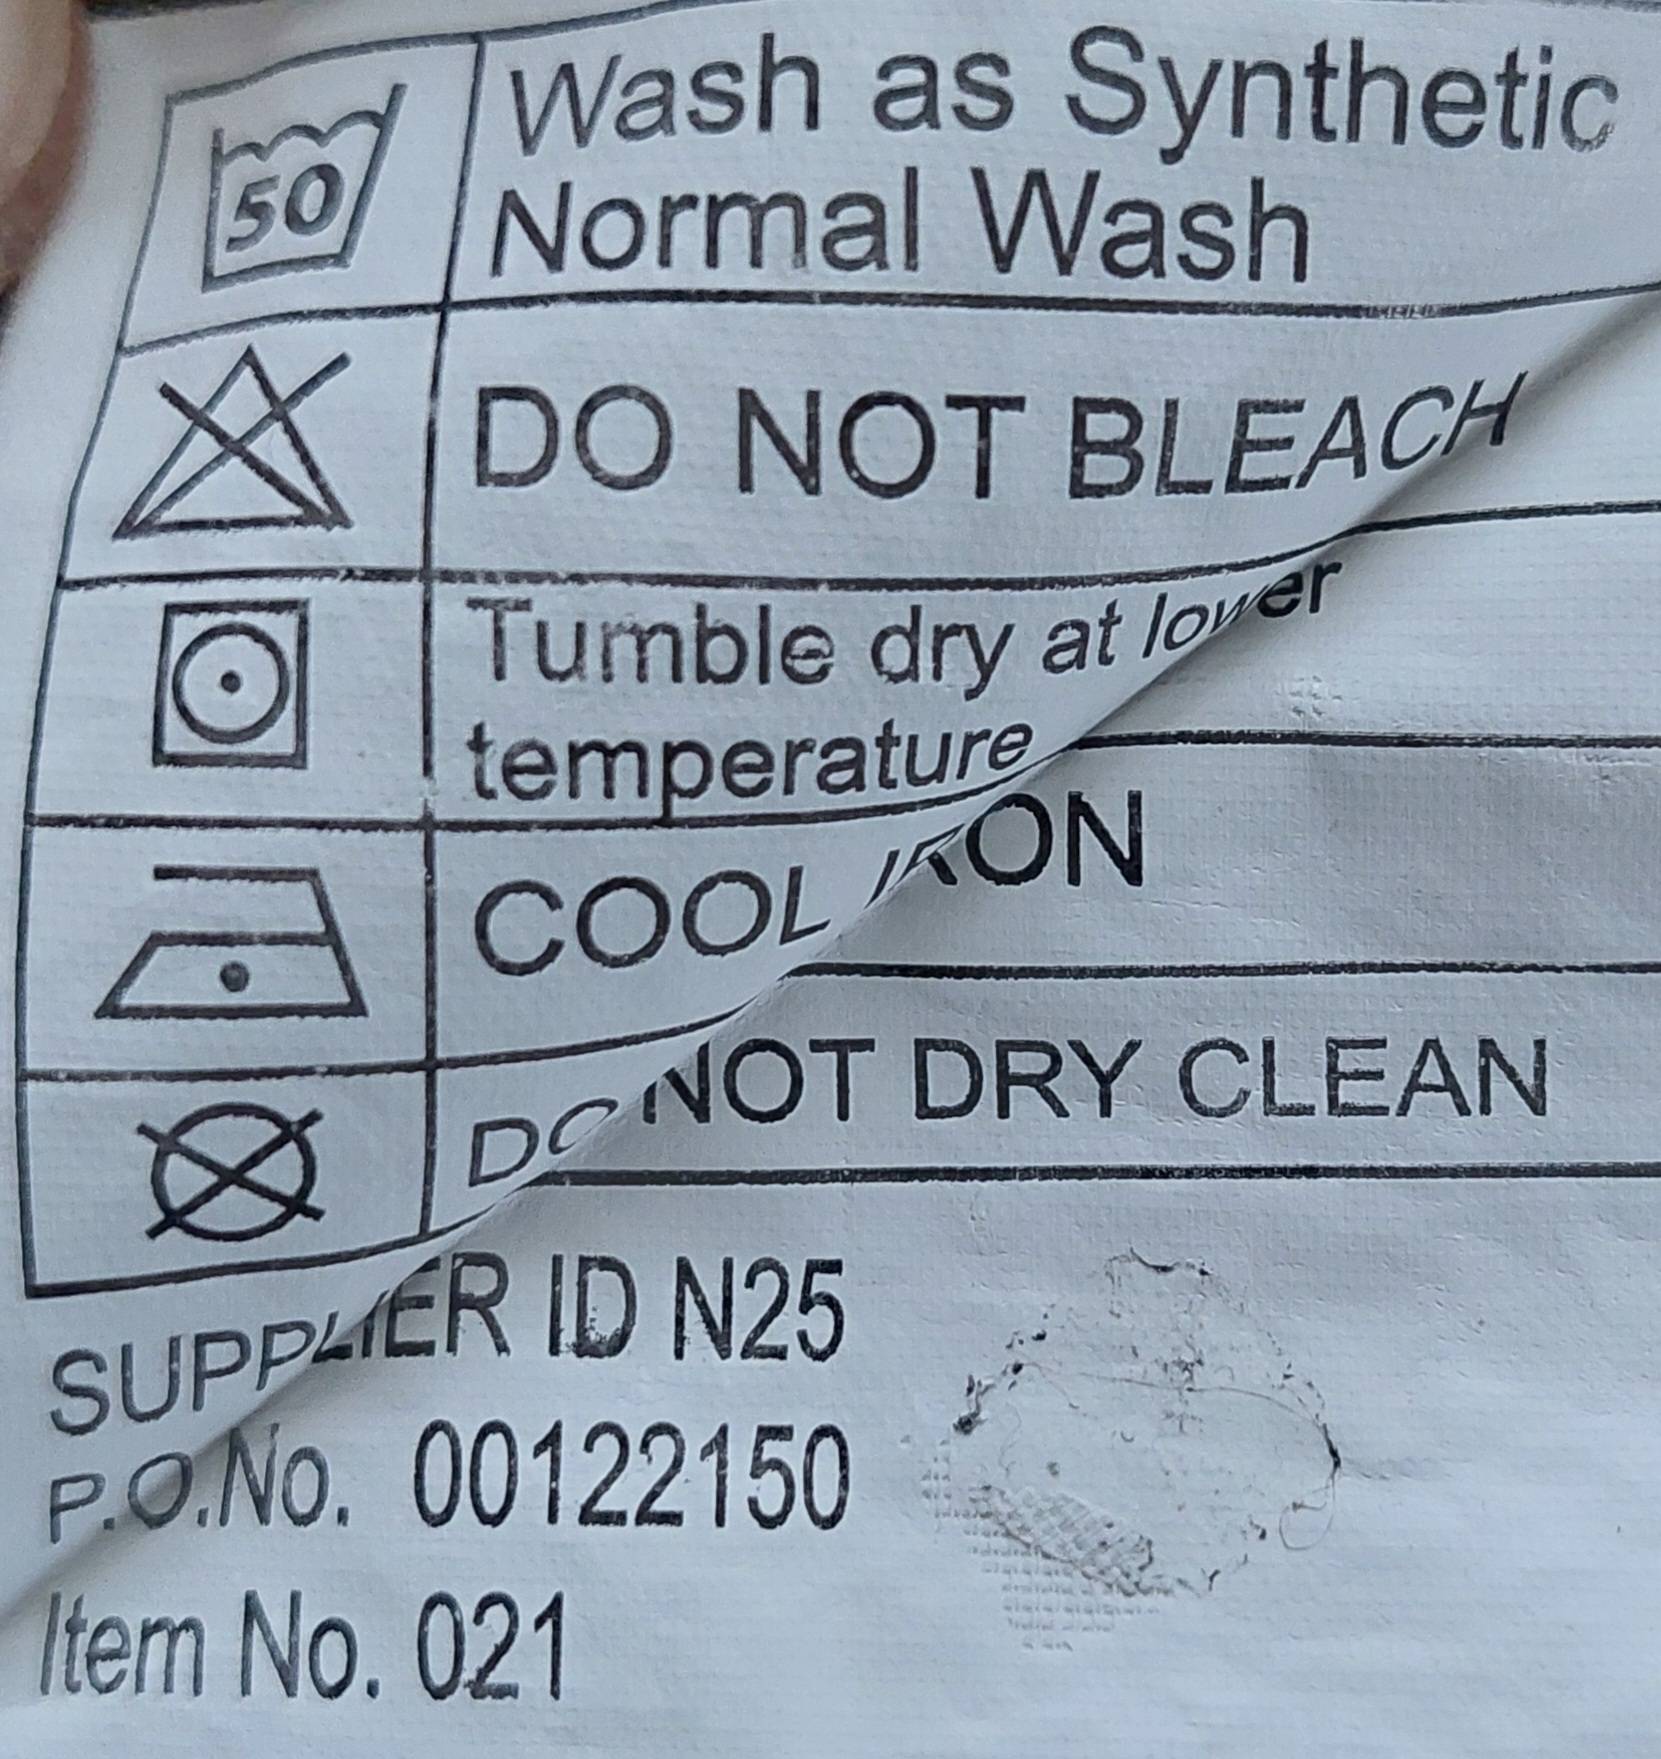 50
Wash as Synthetic
Normal Wash
DO NOT BLEACH
Tumble dry at lower
temperature
COOL IRON
DO NOT DRY CLEAN
SUPPLIER ID N25
P.O.No. 00122150
Item No. 021